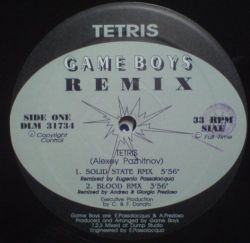 TETRIS
GAME BOYS
REMIX
SIDE ONE
DLM 31734
33 RPM
SIAE
© Copyright
Control
Full-Time
TETRIS
(Alexey Pazhitnov)
1. SOLID STATE RMX 5'56"
Remixed by Eugenio Passalacqua
2. BLOOD RMX 5'56"
Remixed by Andrea & Giorgio Prezioso
Executive Production
by C. & F. Donato
Game Boys are E.Passalacqua & A.Prezioso
Produced and Arranged by Game Boys
1,2,3 Mixed at Dump Studio
Engineered by E.Passalacqua